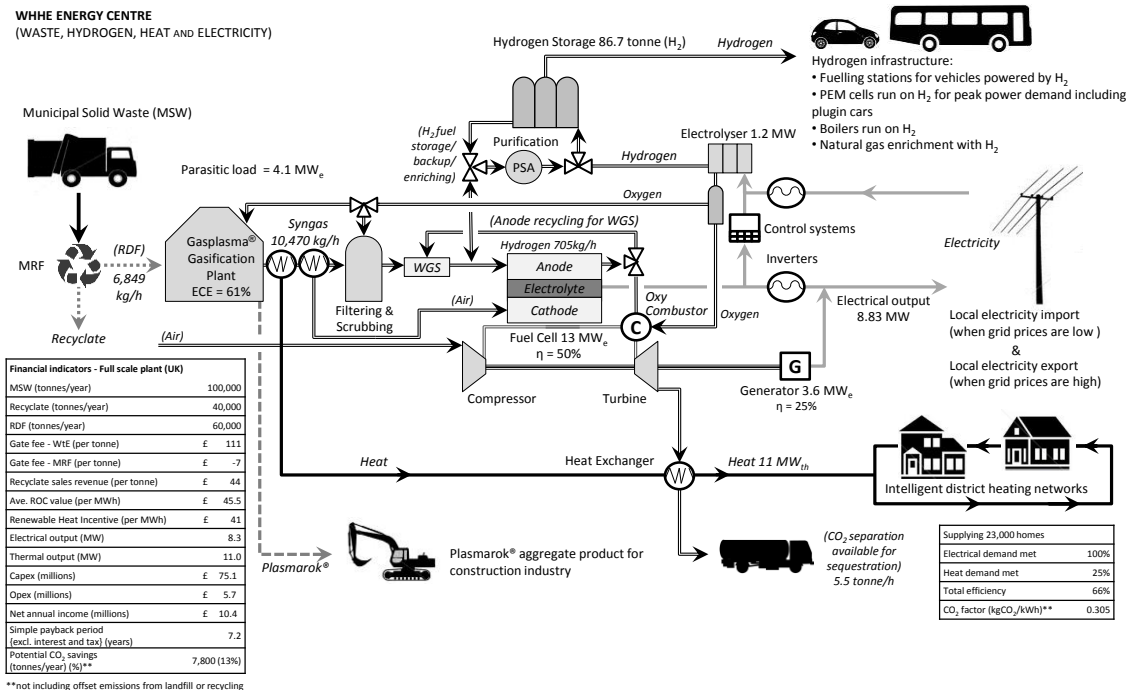 WHHE ENERGY CENTRE
(WASTE, HYDROGEN, HEAT AND ELECTRICITY)
Municipal Solid Waste (MSW)
MRF
(RDF)
6,849
kg/h
Recyclate
Parasitic load = 4.1 MWe
Gasplasma®
Gasification
Plant
ECE = 61%
Syngas
10,470 kg/h
Filtering &
Scrubbing
WGS
(Anode recycling for WGS)
Hydrogen 705kg/h
Anode
Electrolyte
Cathode
Fuel Cell 13 MWe
η = 50%
(Air)
(Air)
Compressor
Turbine
C
Oxy
Combustor
Oxygen
Oxygen
G
Generator 3.6 MWe
η = 25%
Hydrogen Storage 86.7 tonne (H2)
Hydrogen
(H2 fuel
storage/
backup/
enriching)
Purification
PSA
Hydrogen
Electrolyser 1.2 MW
Control systems
Inverters
Electrical output
8.83 MW
Electricity
Hydrogen infrastructure:
• Fuelling stations for vehicles powered by H2
• PEM cells run on H2 for peak power demand including
plugin cars
• Boilers run on H2
• Natural gas enrichment with H2
Local electricity import
(when grid prices are low )
&
Local electricity export
(when grid prices are high)
Heat
Heat Exchanger
Heat 11 MWth
Intelligent district heating networks
Plasmarok®
Plasmarok® aggregate product for
construction industry
(CO2 separation
available for
sequestration)
5.5 tonne/h
Financial indicators - Full scale plant (UK)
MSW (tonnes/year) 100,000
Recyclate (tonnes/year) 40,000
RDF (tonnes/year) 60,000
Gate fee - WtE (per tonne) £ 111
Gate fee - MRF (per tonne) £ -7
Recyclate sales revenue (per tonne) £ 44
Ave. ROC value (per MWh) £ 45.5
Renewable Heat Incentive (per MWh) £ 41
Electrical output (MW) 8.3
Thermal output (MW) 11.0
Capex (millions) £ 75.1
Opex (millions) £ 5.7
Net annual income (millions) £ 10.4
Simple payback period
(excl. interest and tax) (years) 7.2
Potential CO2 savings
(tonnes/year) (%)** 7,800 (13%)
**not including offset emissions from landfill or recycling
Supplying 23,000 homes
Electrical demand met 100%
Heat demand met 25%
Total efficiency 66%
CO2 factor (kgCO2/kWh)** 0.305